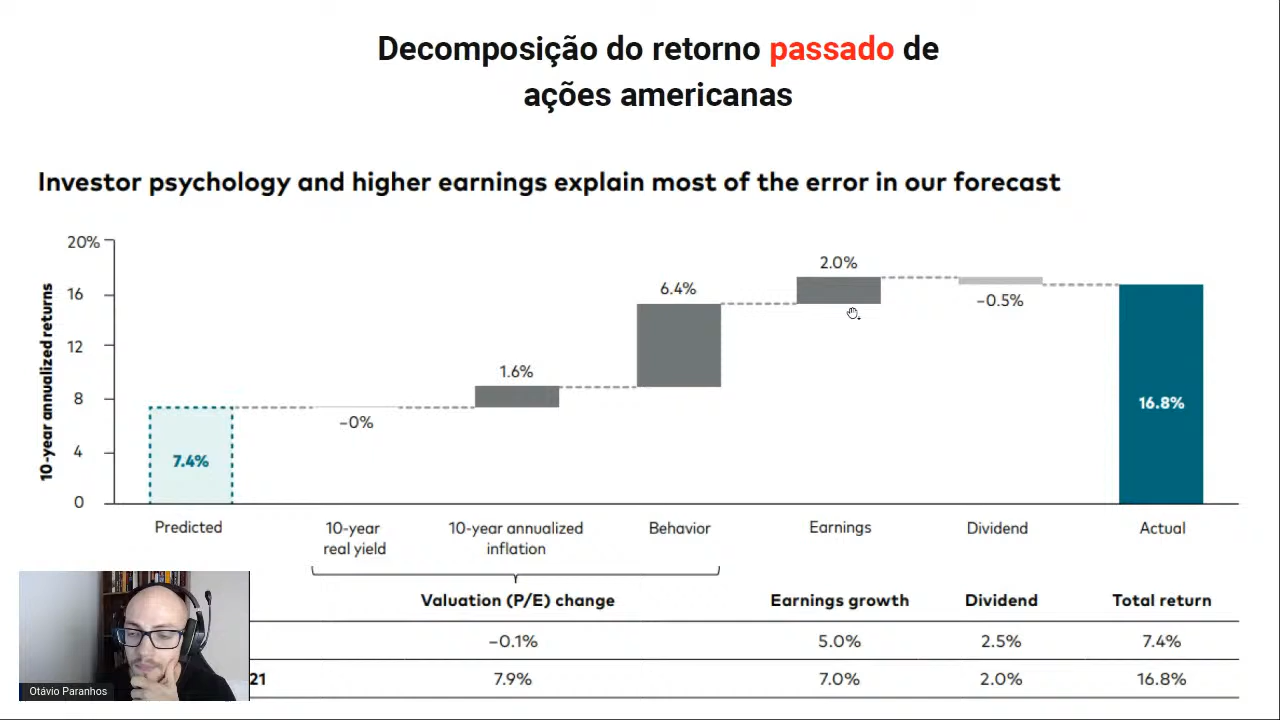 Decomposição do retorno passado de
ações americanas
Investor psychology and higher earnings explain most of the error in our forecast
10-year annualized returns
20%
16
12
8
4
0
7.4%
−0%
1.6%
6.4%
2.0%
−0.5%
16.8%
Predicted
10-year
real yield
10-year annualized
inflation
Behavior
Earnings
Dividend
Actual
Valuation (P/E) change
Earnings growth
Dividend
Total return
−0.1%
5.0%
2.5%
7.4%
21
7.9%
7.0%
2.0%
16.8%
Otávio Paranhos